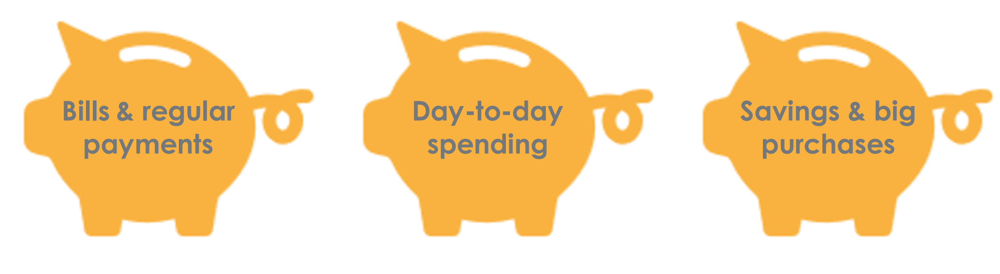 Bills & regular
payments
Day-to-day
spending
Savings & big
purchases